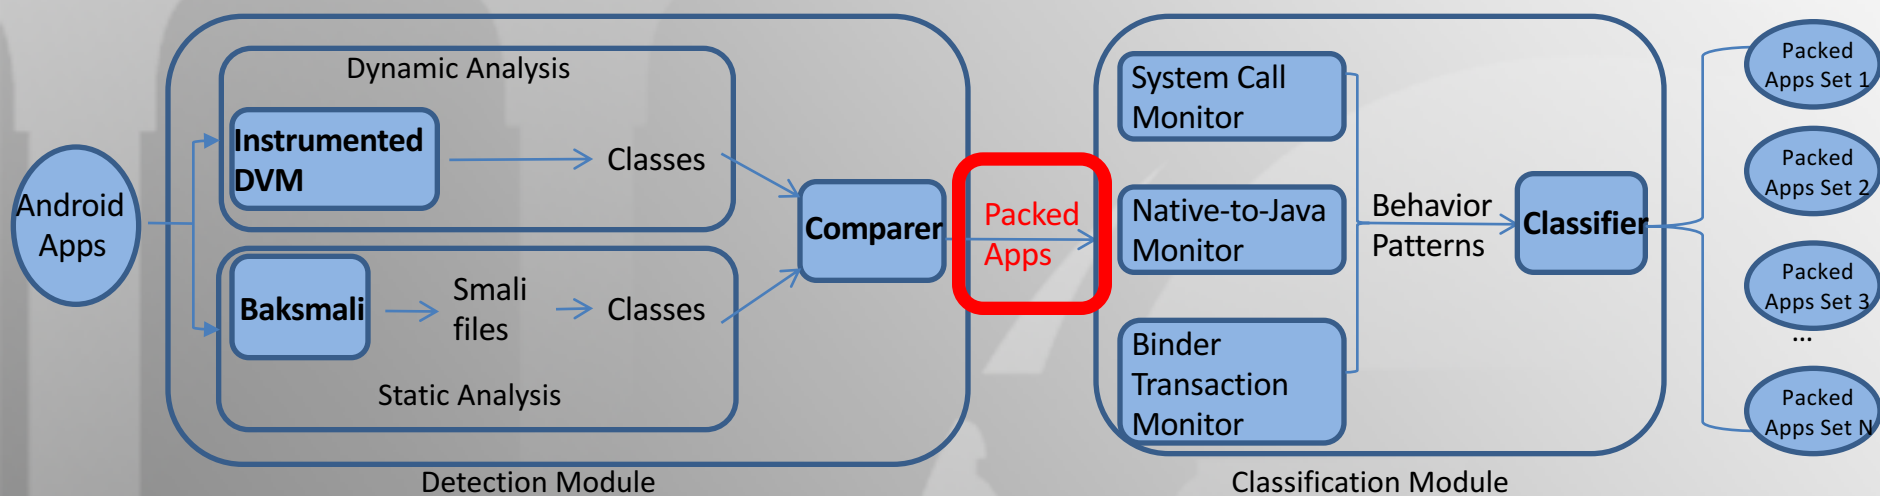 Android
Apps
Dynamic Analysis
Instrumented
DVM
Classes
Baksmali
Smali
files
Classes
Static Analysis
Comparer
Detection Module
Packed
Apps
System Call
Monitor
Native-to-Java
Monitor
Binder
Transaction
Monitor
Behavior
Patterns
Classifier
Classification Module
Packed
Apps Set 1
Packed
Apps Set 2
Packed
Apps Set 3
...
Packed
Apps Set N